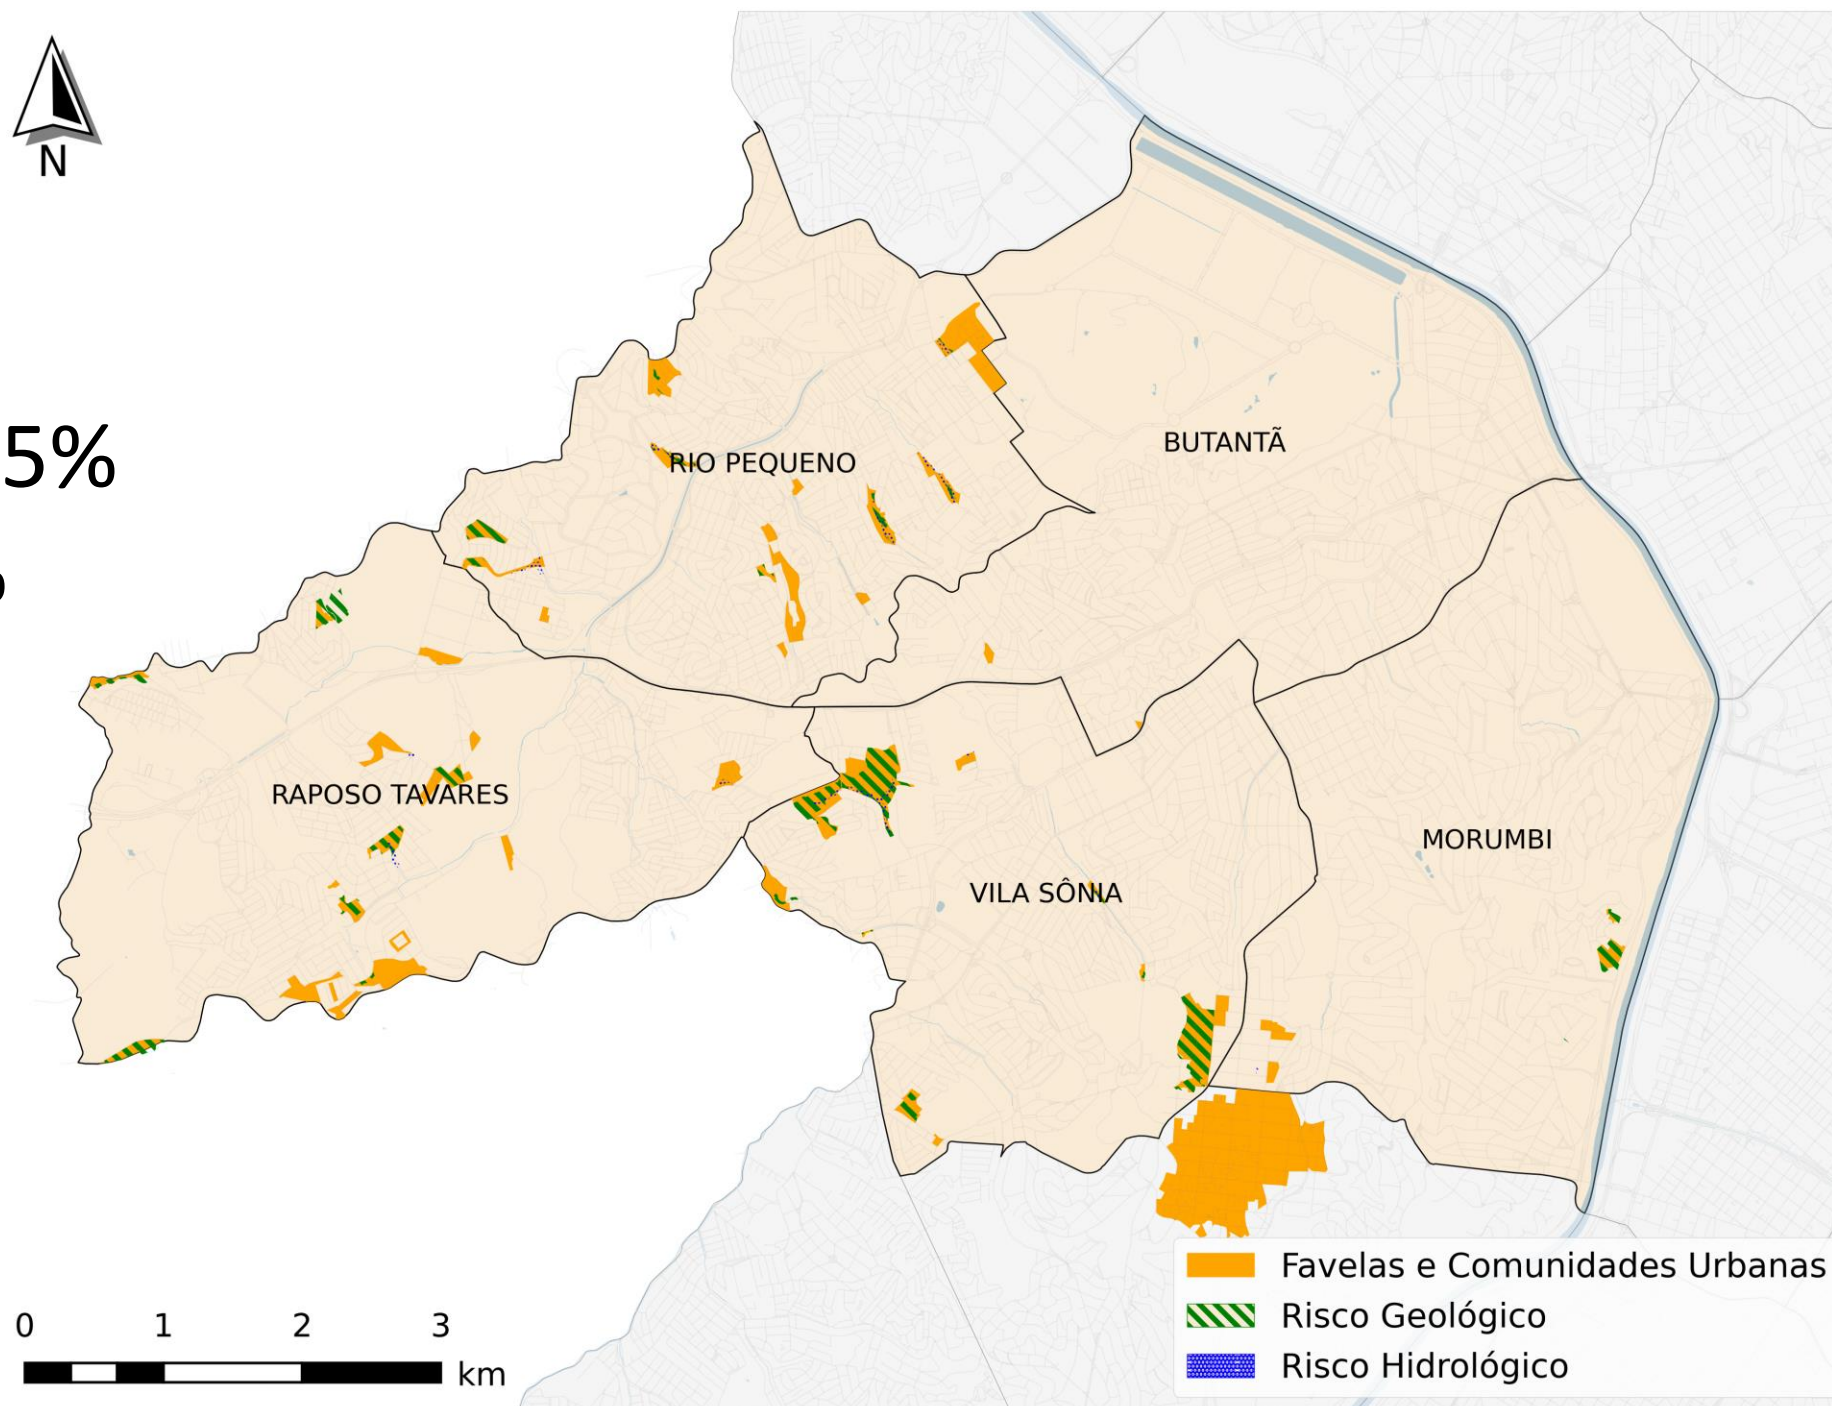 N
5%
RIO PEQUENO
BUTANTÃ
RAPOSO TAVARES
MORUMBI
VILA SÔNIA
Favelas e Comunidades Urbanas
Risco Geológico
Risco Hidrológico
0 1 2 3
km